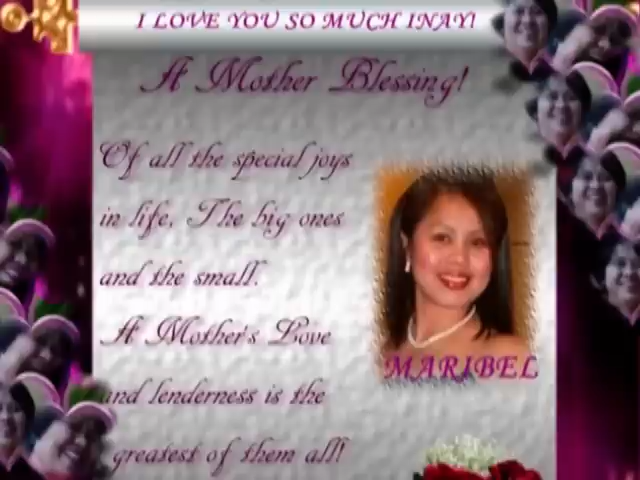 I LOVE YOU SO MUCH INAY!
A Mother Blessing!
Of all the special joys
in life, The big ones
and the small.
A Mother's Love
and tenderness is the
greatest of them all!
MARIBEL